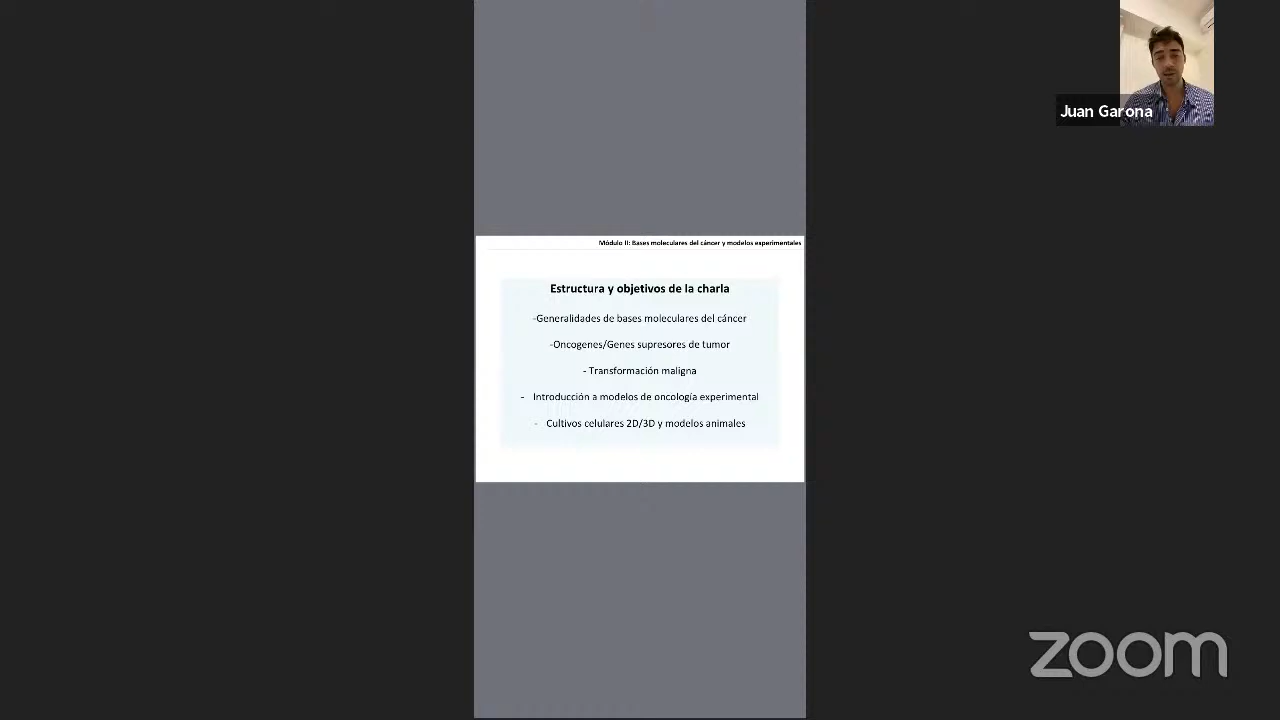 Juan Garona
Módulo II: Bases moleculares del cáncer y modelos experimentales
Estructura y objetivos de la charla
-Generalidades de bases moleculares del cáncer
-Oncogenes/Genes supresores de tumor
- Transformación maligna
- Introducción a modelos de oncología experimental
- Cultivos celulares 2D/3D y modelos animales
zoom